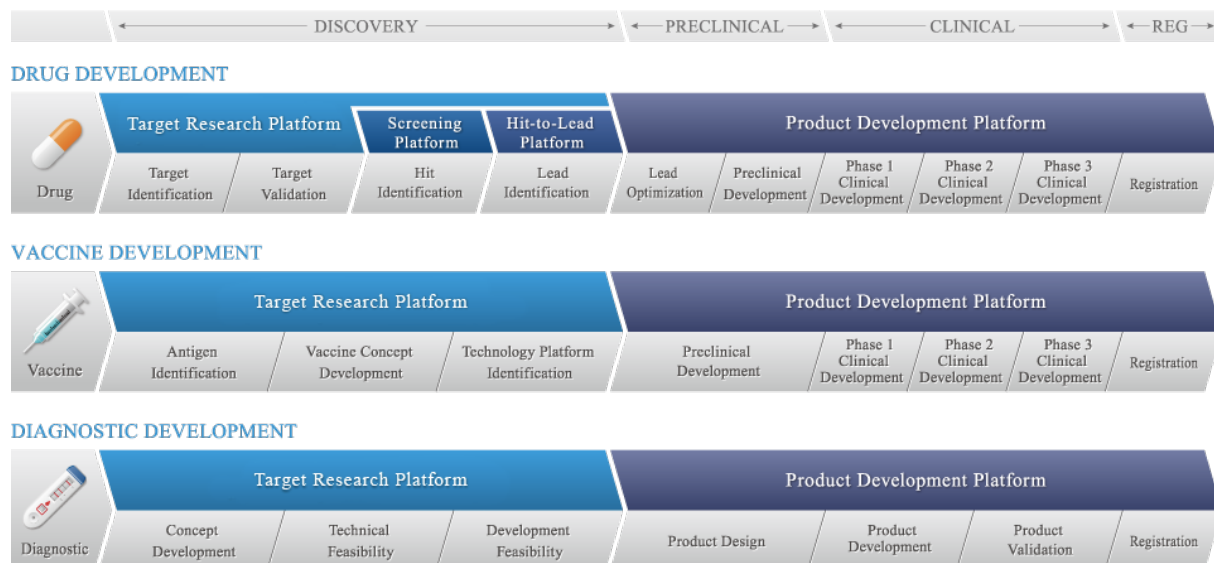 DISCOVERY
PRECLINICAL
CLINICAL
REG
DRUG DEVELOPMENT
Drug
Target Research Platform
Screening
Platform
Hit-to-Lead
Platform
Product Development Platform
Target
Identification
Target
Validation
Hit
Identification
Lead
Identification
Lead
Optimization
Preclinical
Development
Phase 1
Clinical
Development
Phase 2
Clinical
Development
Phase 3
Clinical
Development
Registration
VACCINE DEVELOPMENT
Vaccine
Target Research Platform
Product Development Platform
Antigen
Identification
Vaccine Concept
Development
Technology Platform
Identification
Preclinical
Development
Phase 1
Clinical
Development
Phase 2
Clinical
Development
Phase 3
Clinical
Development
Registration
DIAGNOSTIC DEVELOPMENT
Diagnostic
Target Research Platform
Product Development Platform
Concept
Development
Technical
Feasibility
Development
Feasibility
Product Design
Product
Development
Product
Validation
Registration